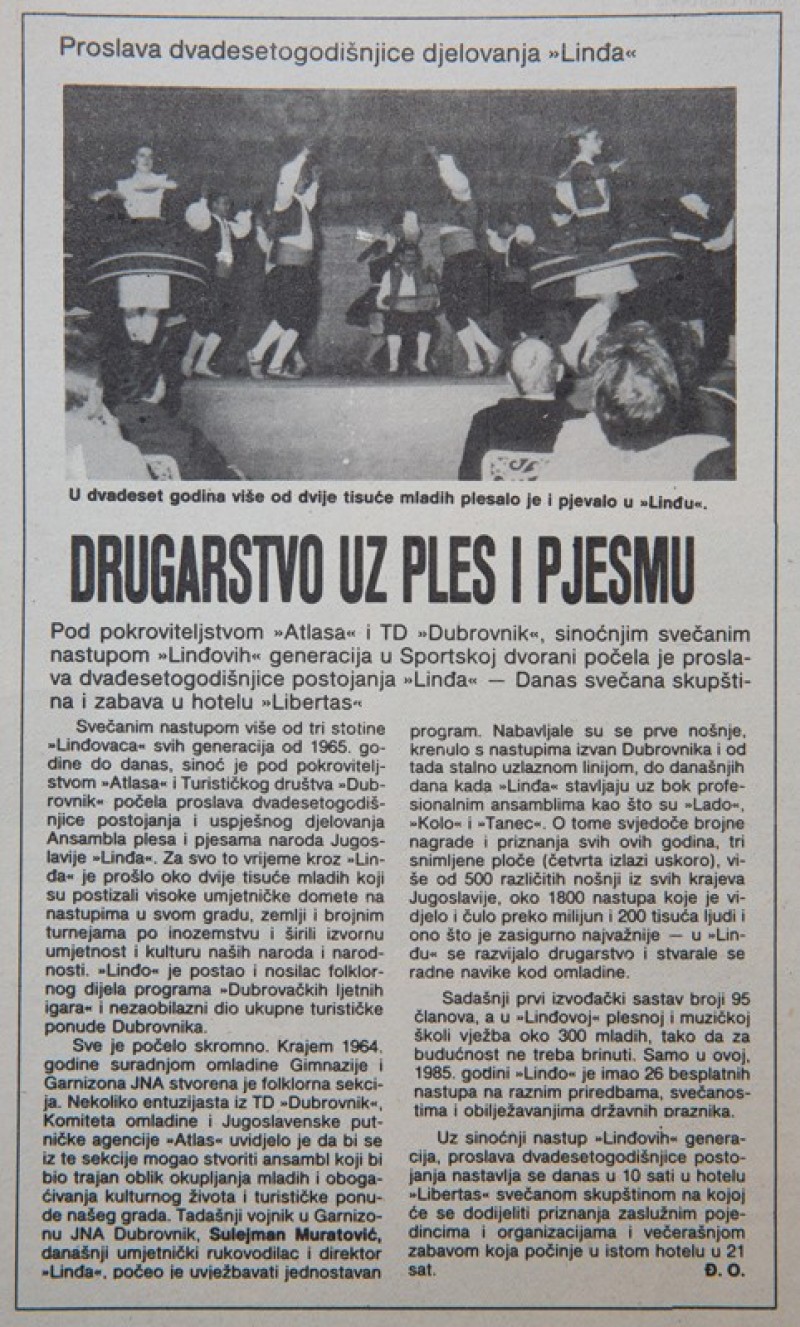 Proslava dvadesetogodišnjice djelovanja »Linđa«
U dvadeset godina više od dvije tisuće mladih plesalo je i pjevalo u »Linđu«.
DRUGARSTVO UZ PLES I PJESMU
Pod pokroviteljstvom »Atlasa« i TD »Dubrovnik«, sinoćnjim svečanim
nastupom »Linđovih« generacija u Sportskoj dvorani počela je prosla-
va dvadesetogodišnjice postojanja »Linđa« — Danas svečana skupšti-
na i zabava u hotelu »Libertas«
Svečanim nastupom više od tri stotine
»Linđovaca« svih generacija od 1965. go-
dine do danas, sinoć je pod pokrovitelj-
stvom »Atlasa« i Turističkog društva »Dub-
rovnik« počela proslava dvadesetogodiš-
njice postojanja i uspješnog djelovanja
Ansambla plesa i pjesama naroda Jugos-
lavije »Linđa«. Za svo to vrijeme kroz »Lin-
đa« je prošlo oko dvije tisuće mladih koji
su postizali visoke umjetničke domete na
nastupima u svom gradu, zemlji i brojnim
turnejama po inozemstvu i širili izvornu
umjetnost i kulturu naših naroda i narod-
nosti. »Linđo« je postao i nosilac folklor-
nog dijela programa »Dubrovačkih ljetnih
igara« i nezaobilazni dio ukupne turističke
ponude Dubrovnika.
Sve je počelo skromno. Krajem 1964.
godine suradnjom omladine Gimnazije i
Garnizona JNA stvorena je folklorna sekci-
ja. Nekoliko entuzijasta iz TD »Dubrovnik«,
Komiteta omladine i Jugoslavenske put-
ničke agencije »Atlas« uvidjelo je da bi se
iz te sekcije mogao stvoriti ansambl koji bi
bio trajan oblik okupljanja mladih i oboga-
ćivanja kulturnog života i turističke ponu-
de našeg grada. Tadašnji vojnik u Garnizo-
nu JNA Dubrovnik, Sulejman Muratović,
današnji umjetnički rukovodilac i direktor
»Linđa«, počeo je uvježbavati jednostavan
program. Nabavljale su se prve nošnje,
krenulo s nastupima izvan Dubrovnika i od
tada stalno uzlaznom linijom, do današnjih
dana kada »Linđa« stavljaju uz bok profe-
sionalnim ansamblima kao što su »Lado«,
»Kolo« i »Tanec«. O tome svjedoče brojne
nagrade i priznanja svih ovih godina, tri
snimljene ploče (četvrta izlazi uskoro), vi-
še od 500 različitih nošnji iz svih krajeva
Jugoslavije, oko 1800 nastupa koje je vi-
djelo i čulo preko milijun i 200 tisuća ljudi i
ono što je zasigurno najvažnije — u »Lin-
đu« se razvijalo drugarstvo i stvarale se
radne navike kod omladine.
Sadašnji prvi izvođački sastav broji 95
članova, a u »Linđovoj« plesnoj i muzičkoj
školi vježba oko 300 mladih, tako da za
budućnost ne treba brinuti. Samo u ovoj,
1985. godini »Linđo« je imao 26 besplatnih
nastupa na raznim priredbama, svečanos-
tima i obilježavanjima državnih praznika.
Uz sinoćnji nastup »Linđovih« genera-
cija, proslava dvadesetogodišnjice posto-
janja nastavlja se danas u 10 sati u hotelu
»Libertas« svečanom skupštinom na kojoj
će se dodijeliti priznanja zaslužnim poje-
dincima i organizacijama i večerašnjom
zabavom koja počinje u istom hotelu u 21
sat. Đ. O.